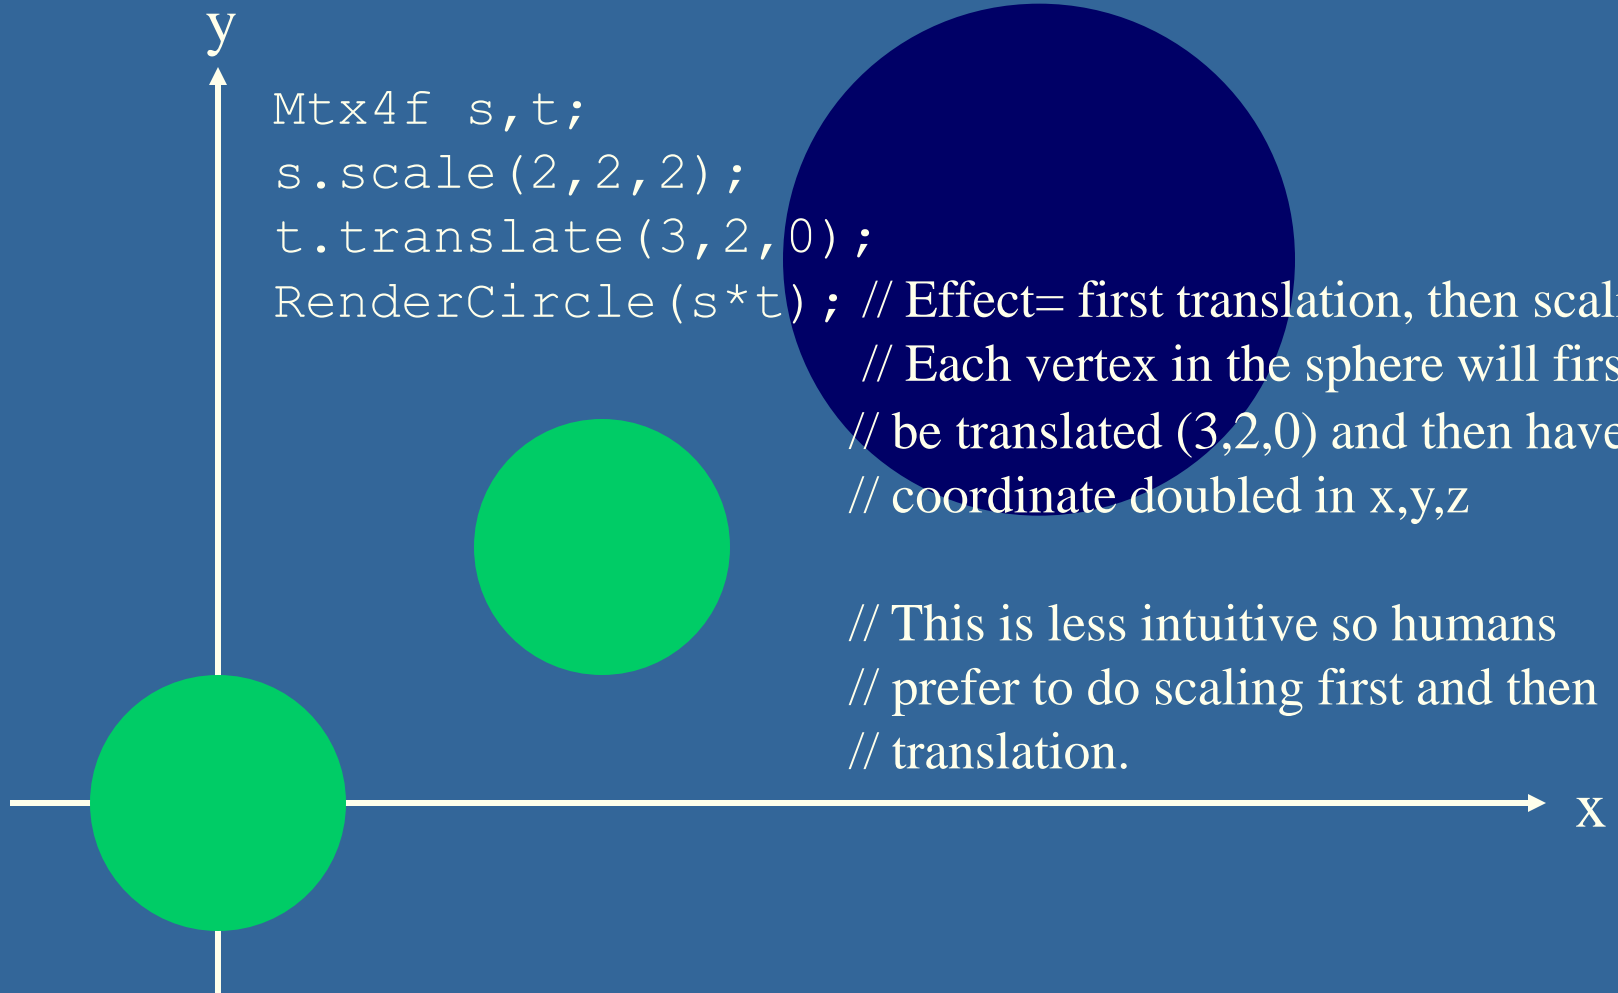 y
Mtx4f s,t;
s.scale(2,2,2);
t.translate(3,2,0);
RenderCircle(s*t); // Effect= first translation, then
// Each vertex in the sphere will
// be translated (3,2,0) and then have
// coordinate doubled in x,y,z
// This is less intuitive so humans
// prefer to do scaling first and then
// translation.
x